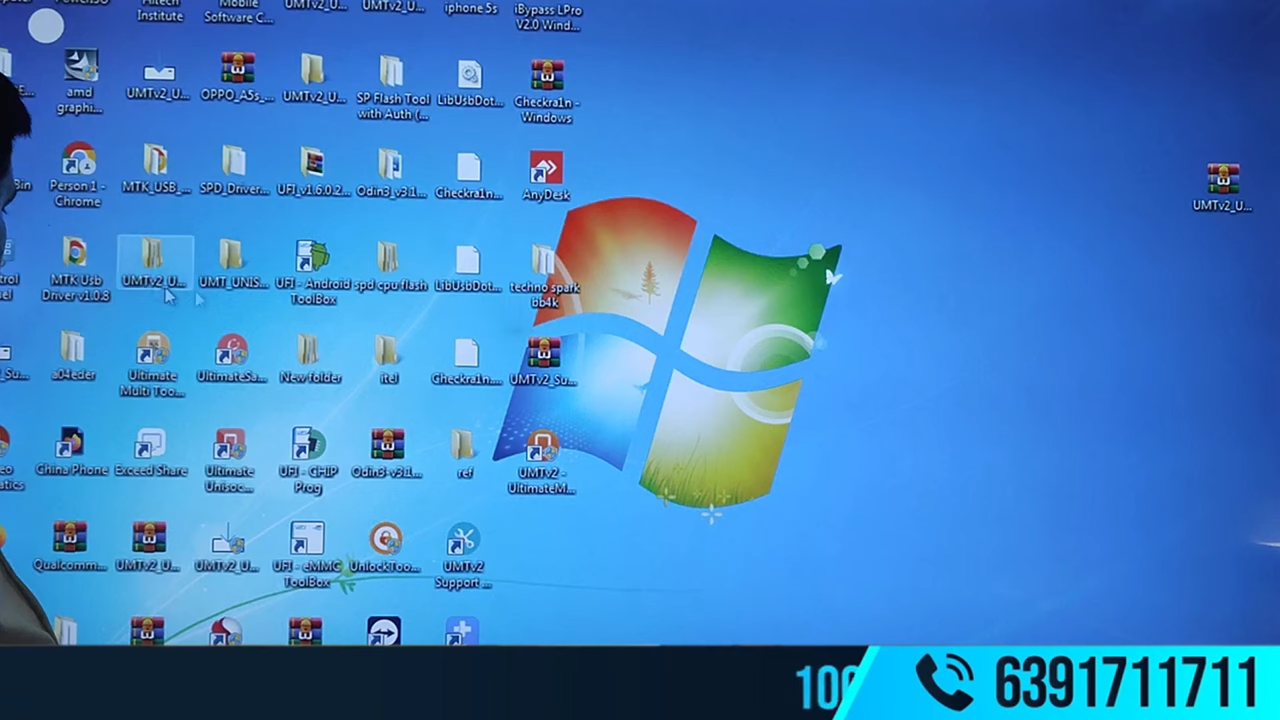 Hitech
Institute
Mobile
Software C...
UMTv2_U...
UMTv2_U...
iphone 5s
iBypass LPro
V2.0 Wind...
amd
graphi...
UMTv2_U...
OPPO_A5s_...
UMTv2_U...
SP Flash Tool
with Auth (...
LibUsbDot...
Checkra1n -
Windows
Bin
Person 1 -
Chrome
MTK_USB_...
SPD_Driver...
UFI_v1.6.0.2...
Odin3_v3.1...
Checkra1n...
AnyDesk
UMTv2_U...
MTK Usb
Driver v1.0.8
UMTv2_U...
UMT_UNIS...
UFI - Android
ToolBox
spd cpu flash
LibUsbDot...
techno spark
bb4k
a04eder
Ultimate
Multi Too...
UltimateSa...
New folder
itel
Checkra1n...
UMTv2_Su...
China Phone
Exceed Share
Ultimate
Unisoc...
UFI - CHIP
Prog
Odin3-v3.1...
ref
UMTv2 -
UltimateM...
Qualcomm...
UMTv2_U...
UMTv2_U...
UFI - eMMC
ToolBox
UnlockToo...
UMTv2
Support ...
100
6391711711